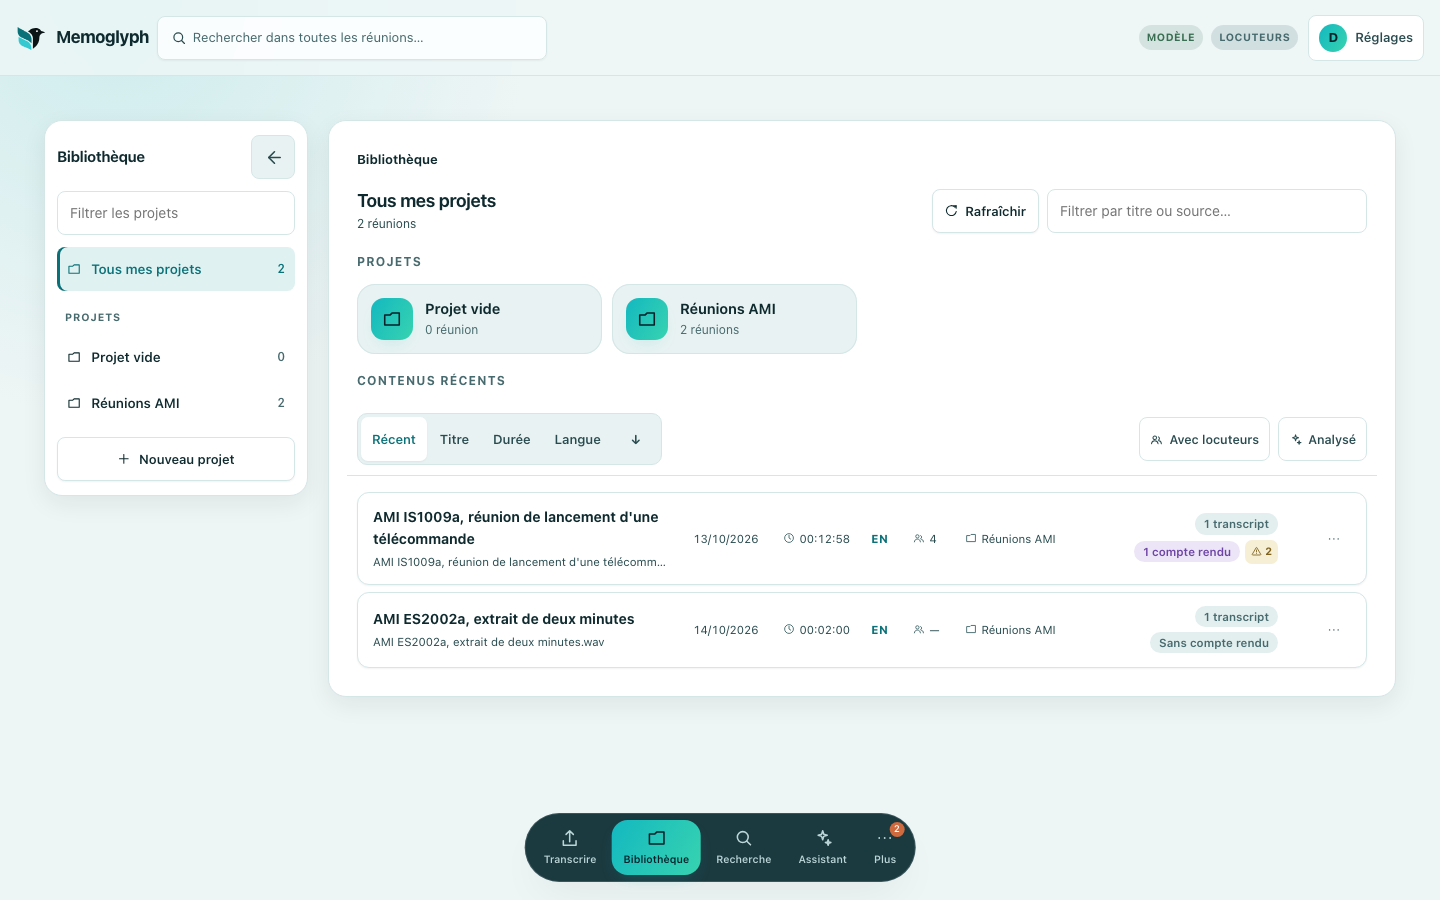 Memoglyph
Rechercher dans toutes les réunions...
MODÈLE
LOCUTEURS
D
Réglages
Bibliothèque
Filtrer les projets
Tous mes projets 2
PROJETS
Projet vide 0
Réunions AMI 2
Nouveau projet
Bibliothèque
Tous mes projets
2 réunions
Rafraîchir
Filtrer par titre ou source...
PROJETS
Projet vide
0 réunion
Réunions AMI
2 réunions
CONTENUS RÉCENTS
Récent Titre Durée Langue
Avec locuteurs
Analysé
AMI IS1009a, réunion de lancement d'une
télécommande
AMI IS1009a, réunion de lancement d'une télécomm...
13/10/2026 00:12:58 EN 4 Réunions AMI
1 transcript
1 compte rendu 2
AMI ES2002a, extrait de deux minutes
AMI ES2002a, extrait de deux minutes.wav
14/10/2026 00:02:00 EN — Réunions AMI
1 transcript
Sans compte rendu
Transcrire
Bibliothèque
Recherche
Assistant
Plus
2